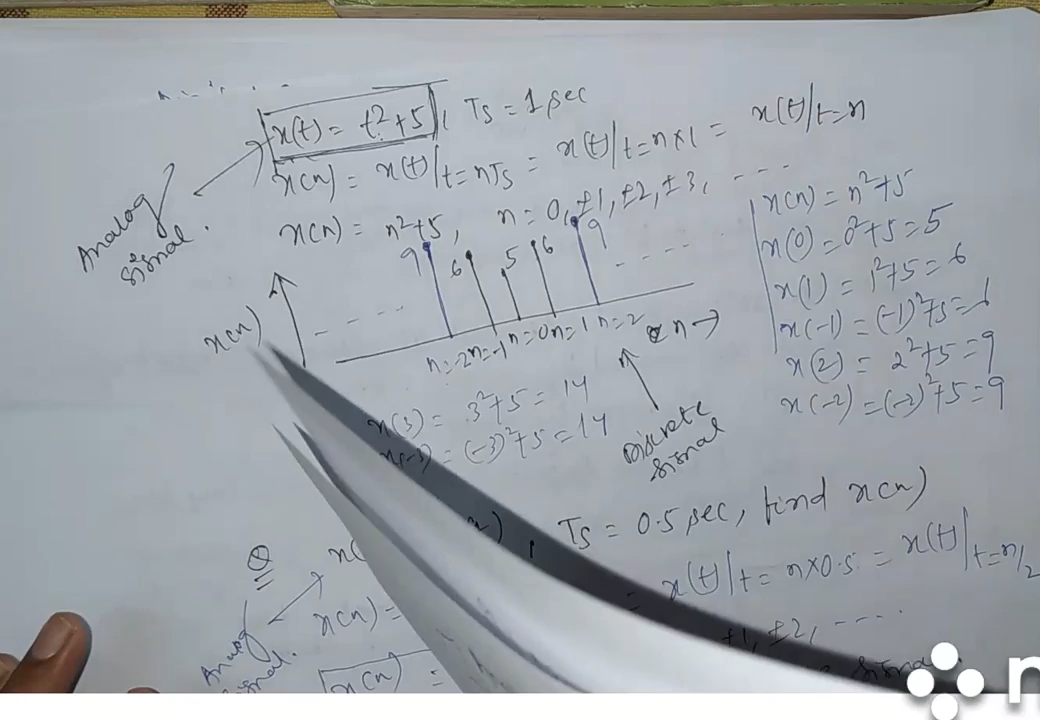 x(t) = t²+5, Ts = 1 sec
x(n) = x(t)|t=nTs = x(t)|t=n×1 = x(t)|t=n
Analog
signal.
x(n) = n²+5, n = 0, ±1, ±2, ±3, - - -
9 6 5 6 9
- - - -
- - - -
x(n)
n=-2 n=-1 n=0 n=1 n=2 n→
x(3) = 3²+5 = 14
x(-3) = (-3)²+5 = 14
Discrete
signal
x(n) = n²+5
x(0) = 0²+5 = 5
x(1) = 1²+5 = 6
x(-1) = (-1)²+5 = 6
x(2) = 2²+5 = 9
x(-2) = (-2)²+5 = 9
Q
, Ts = 0.5 sec, find x(n)
x(n) =
= x(t)|t = n×0.5 = x(t)|t=n/2
±1, ±2, - - -
Analog
signal.
x(n) =
signal.